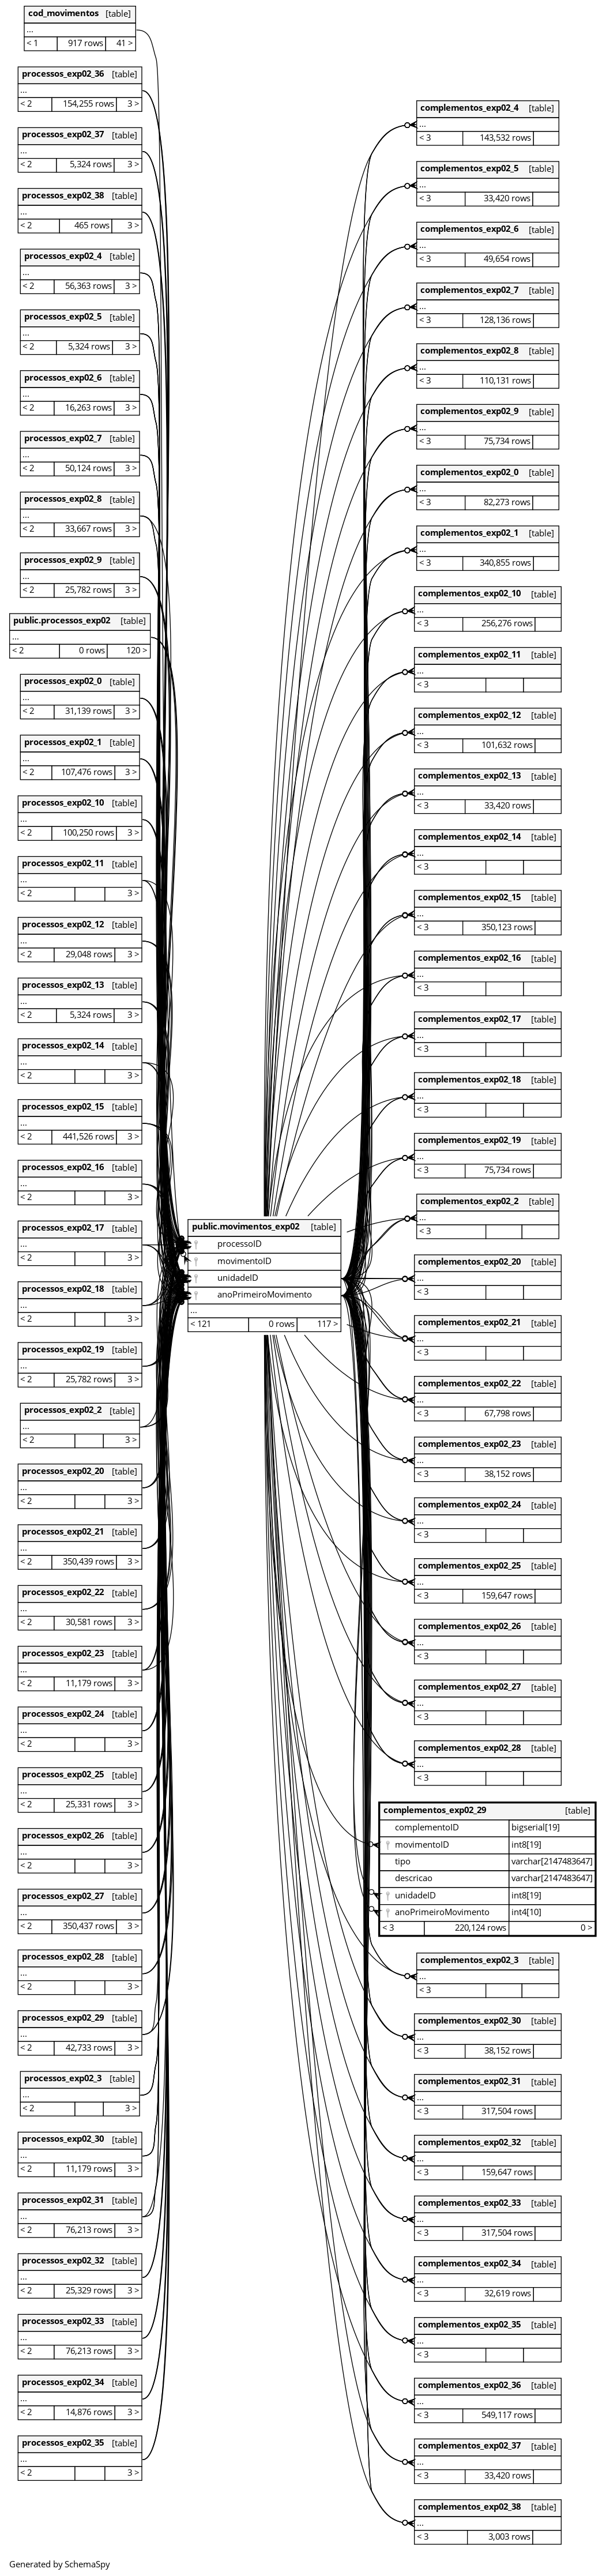 cod_movimentos [table]
...
< 1 917 rows 41 >
processos_exp02_36 [table]
...
< 2 154,255 rows 3 >
processos_exp02_37 [table]
...
< 2 5,324 rows 3 >
processos_exp02_38 [table]
...
< 2 465 rows 3 >
processos_exp02_4 [table]
...
< 2 56,363 rows 3 >
processos_exp02_5 [table]
...
< 2 5,324 rows 3 >
processos_exp02_6 [table]
...
< 2 16,263 rows 3 >
processos_exp02_7 [table]
...
< 2 50,124 rows 3 >
processos_exp02_8 [table]
...
< 2 33,667 rows 3 >
processos_exp02_9 [table]
...
< 2 25,782 rows 3 >
public.processos_exp02 [table]
...
< 2 0 rows 120 >
processos_exp02_0 [table]
...
< 2 31,139 rows 3 >
processos_exp02_1 [table]
...
< 2 107,476 rows 3 >
processos_exp02_10 [table]
...
< 2 100,250 rows 3 >
processos_exp02_11 [table]
...
< 2 3 >
processos_exp02_12 [table]
...
< 2 29,048 rows 3 >
processos_exp02_13 [table]
...
< 2 5,324 rows 3 >
processos_exp02_14 [table]
...
< 2 3 >
processos_exp02_15 [table]
...
< 2 441,526 rows 3 >
processos_exp02_16 [table]
...
< 2 3 >
processos_exp02_17 [table]
...
< 2 3 >
processos_exp02_18 [table]
...
< 2 3 >
processos_exp02_19 [table]
...
< 2 25,782 rows 3 >
processos_exp02_2 [table]
...
< 2 3 >
processos_exp02_20 [table]
...
< 2 3 >
processos_exp02_21 [table]
...
< 2 350,439 rows 3 >
processos_exp02_22 [table]
...
< 2 30,581 rows 3 >
processos_exp02_23 [table]
...
< 2 11,179 rows 3 >
processos_exp02_24 [table]
...
< 2 3 >
processos_exp02_25 [table]
...
< 2 25,331 rows 3 >
processos_exp02_26 [table]
...
< 2 3 >
processos_exp02_27 [table]
...
< 2 350,437 rows 3 >
processos_exp02_28 [table]
...
< 2 3 >
processos_exp02_29 [table]
...
< 2 42,733 rows 3 >
processos_exp02_3 [table]
...
< 2 3 >
processos_exp02_30 [table]
...
< 2 11,179 rows 3 >
processos_exp02_31 [table]
...
< 2 76,213 rows 3 >
processos_exp02_32 [table]
...
< 2 25,329 rows 3 >
processos_exp02_33 [table]
...
< 2 76,213 rows 3 >
processos_exp02_34 [table]
...
< 2 14,876 rows 3 >
processos_exp02_35 [table]
...
< 2 3 >
public.movimentos_exp02 [table]
processoID
movimentoID
unidadeID
anoPrimeiroMovimento
...
< 121 0 rows 117 >
complementos_exp02_4 [table]
...
< 3 143,532 rows
complementos_exp02_5 [table]
...
< 3 33,420 rows
complementos_exp02_6 [table]
...
< 3 49,654 rows
complementos_exp02_7 [table]
...
< 3 128,136 rows
complementos_exp02_8 [table]
...
< 3 110,131 rows
complementos_exp02_9 [table]
...
< 3 75,734 rows
complementos_exp02_0 [table]
...
< 3 82,273 rows
complementos_exp02_1 [table]
...
< 3 340,855 rows
complementos_exp02_10 [table]
...
< 3 256,276 rows
complementos_exp02_11 [table]
...
< 3
complementos_exp02_12 [table]
...
< 3 101,632 rows
complementos_exp02_13 [table]
...
< 3 33,420 rows
complementos_exp02_14 [table]
...
< 3
complementos_exp02_15 [table]
...
< 3 350,123 rows
complementos_exp02_16 [table]
...
< 3
complementos_exp02_17 [table]
...
< 3
complementos_exp02_18 [table]
...
< 3
complementos_exp02_19 [table]
...
< 3 75,734 rows
complementos_exp02_2 [table]
...
< 3
complementos_exp02_20 [table]
...
< 3
complementos_exp02_21 [table]
...
< 3
complementos_exp02_22 [table]
...
< 3 67,798 rows
complementos_exp02_23 [table]
...
< 3 38,152 rows
complementos_exp02_24 [table]
...
< 3
complementos_exp02_25 [table]
...
< 3 159,647 rows
complementos_exp02_26 [table]
...
< 3
complementos_exp02_27 [table]
...
< 3
complementos_exp02_28 [table]
...
< 3
complementos_exp02_29 [table]
complementoID bigserial[19]
movimentoID int8[19]
tipo varchar[2147483647]
descricao varchar[2147483647]
unidadeID int8[19]
anoPrimeiroMovimento int4[10]
< 3 220,124 rows 0 >
complementos_exp02_3 [table]
...
< 3
complementos_exp02_30 [table]
...
< 3 38,152 rows
complementos_exp02_31 [table]
...
< 3 317,504 rows
complementos_exp02_32 [table]
...
< 3 159,647 rows
complementos_exp02_33 [table]
...
< 3 317,504 rows
complementos_exp02_34 [table]
...
< 3 32,619 rows
complementos_exp02_35 [table]
...
< 3
complementos_exp02_36 [table]
...
< 3 549,117 rows
complementos_exp02_37 [table]
...
< 3 33,420 rows
complementos_exp02_38 [table]
...
< 3 3,003 rows
Generated by SchemaSpy